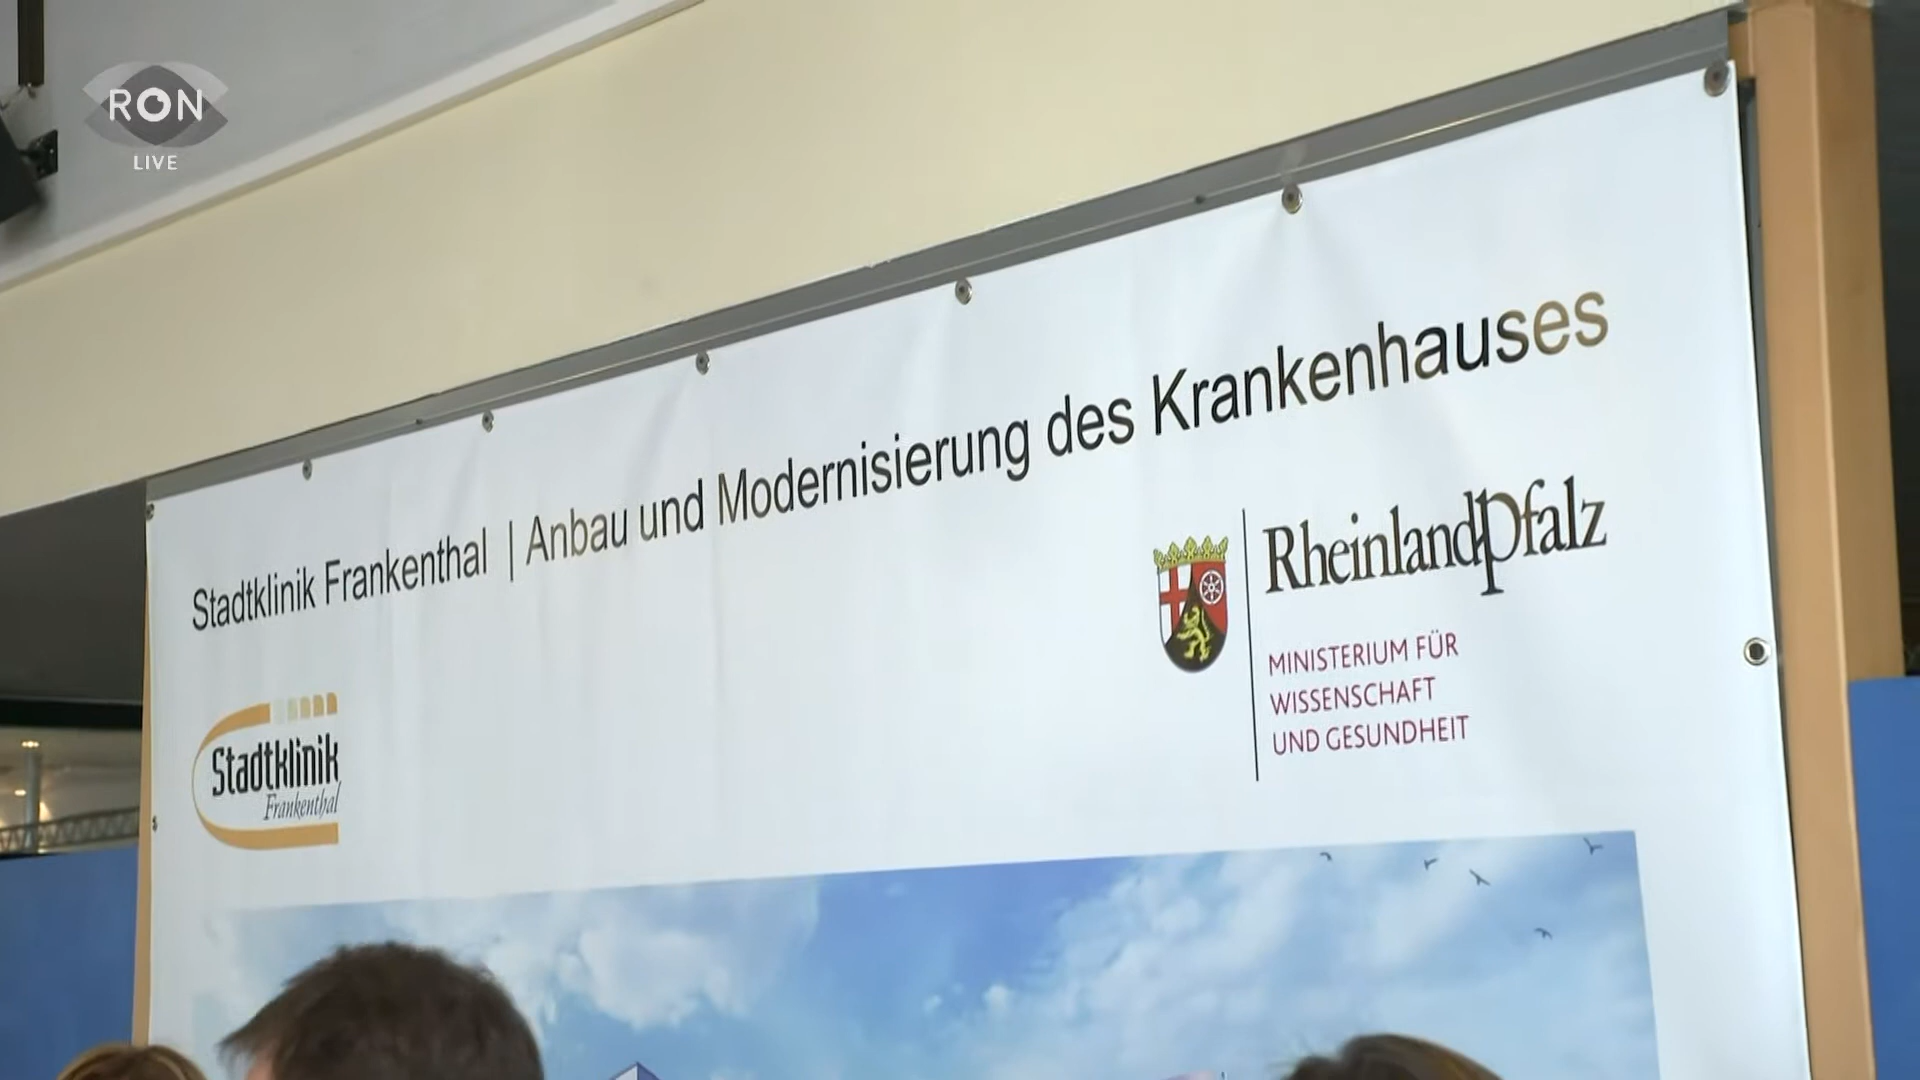 RON
LIVE
Stadtklinik Frankenthal | Anbau und Modernisierung des Krankenhauses
RheinlandPfalz
MINISTERIUM FÜR
WISSENSCHAFT
UND GESUNDHEIT
Stadtklinik
Frankenthal